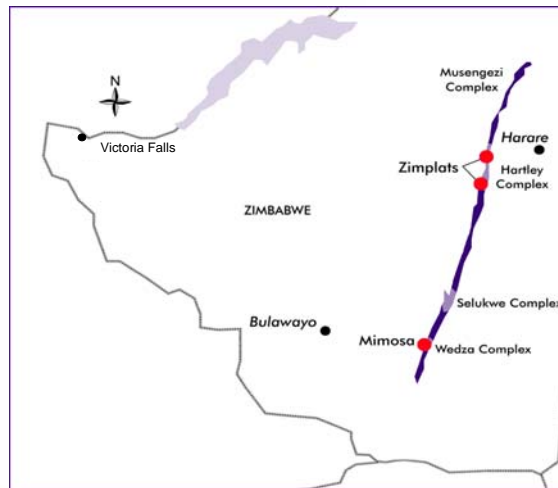 Musengezi
Complex
N
Harare
Victoria Falls
Zimplats
Hartley
Complex
ZIMBABWE
Selukwe Complex
Bulawayo
Mimosa
Wedza Complex